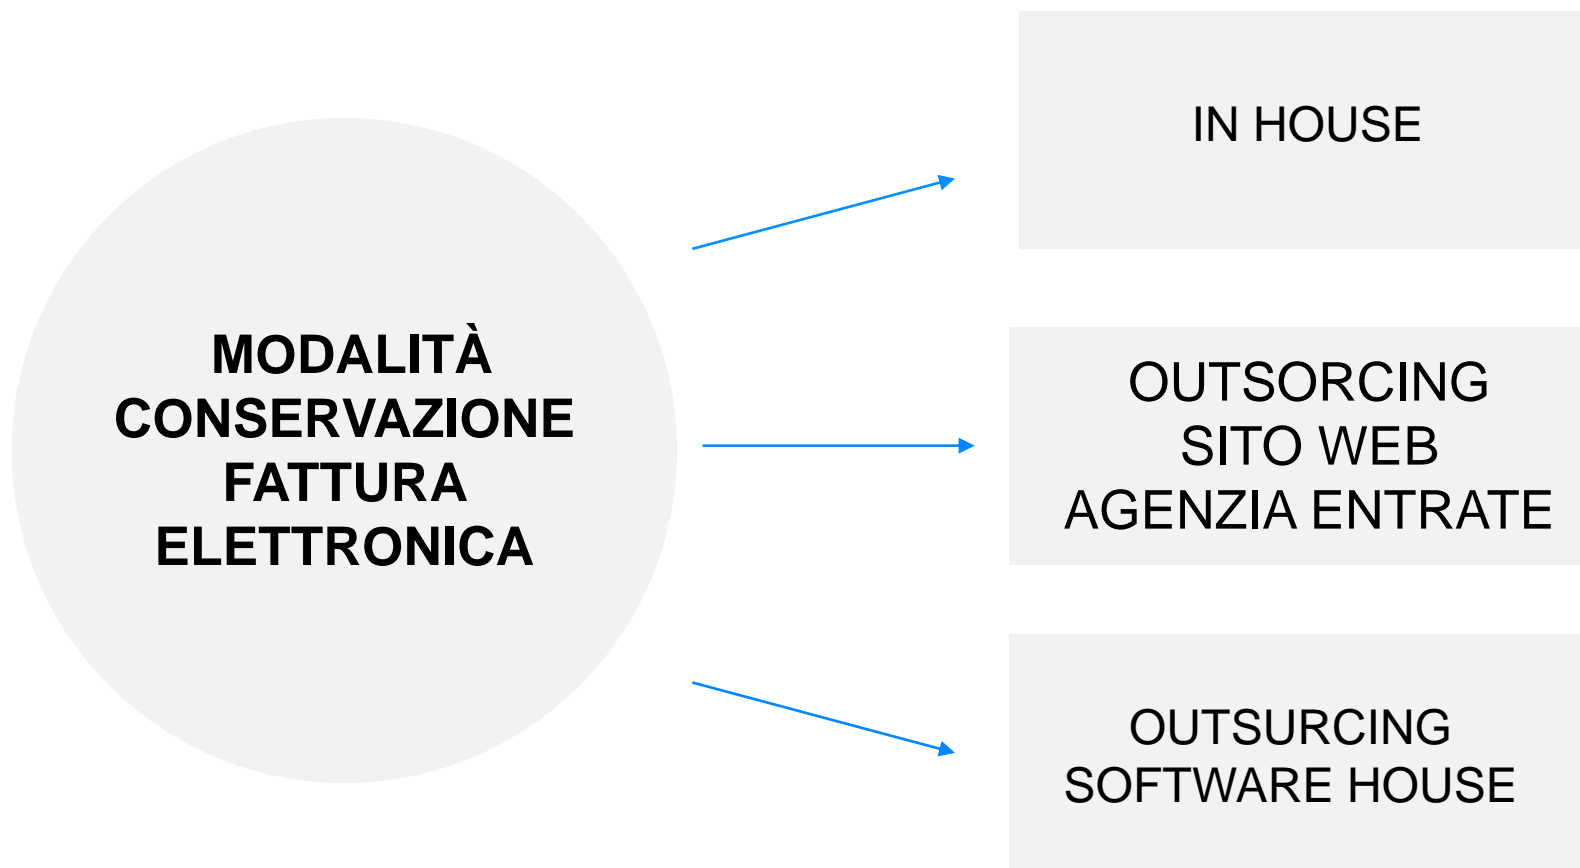 MODALITÀ
CONSERVAZIONE
FATTURA
ELETTRONICA
IN HOUSE
OUTSORCING
SITO WEB
AGENZIA ENTRATE
OUTSURCING
SOFTWARE HOUSE